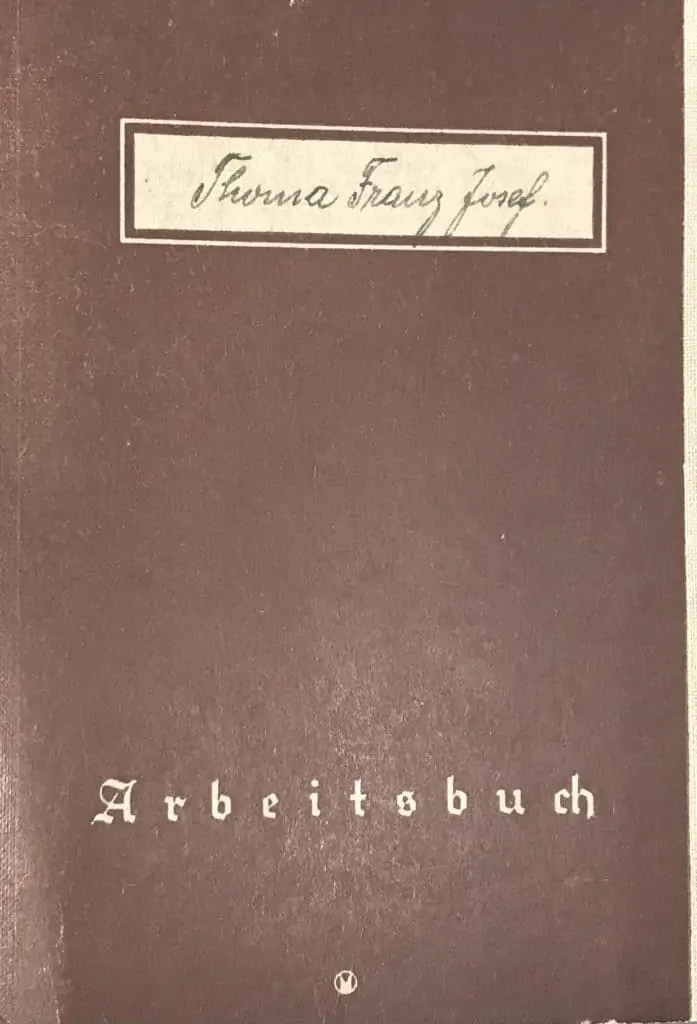 Thoma Franz Josef.
Arbeitsbuch